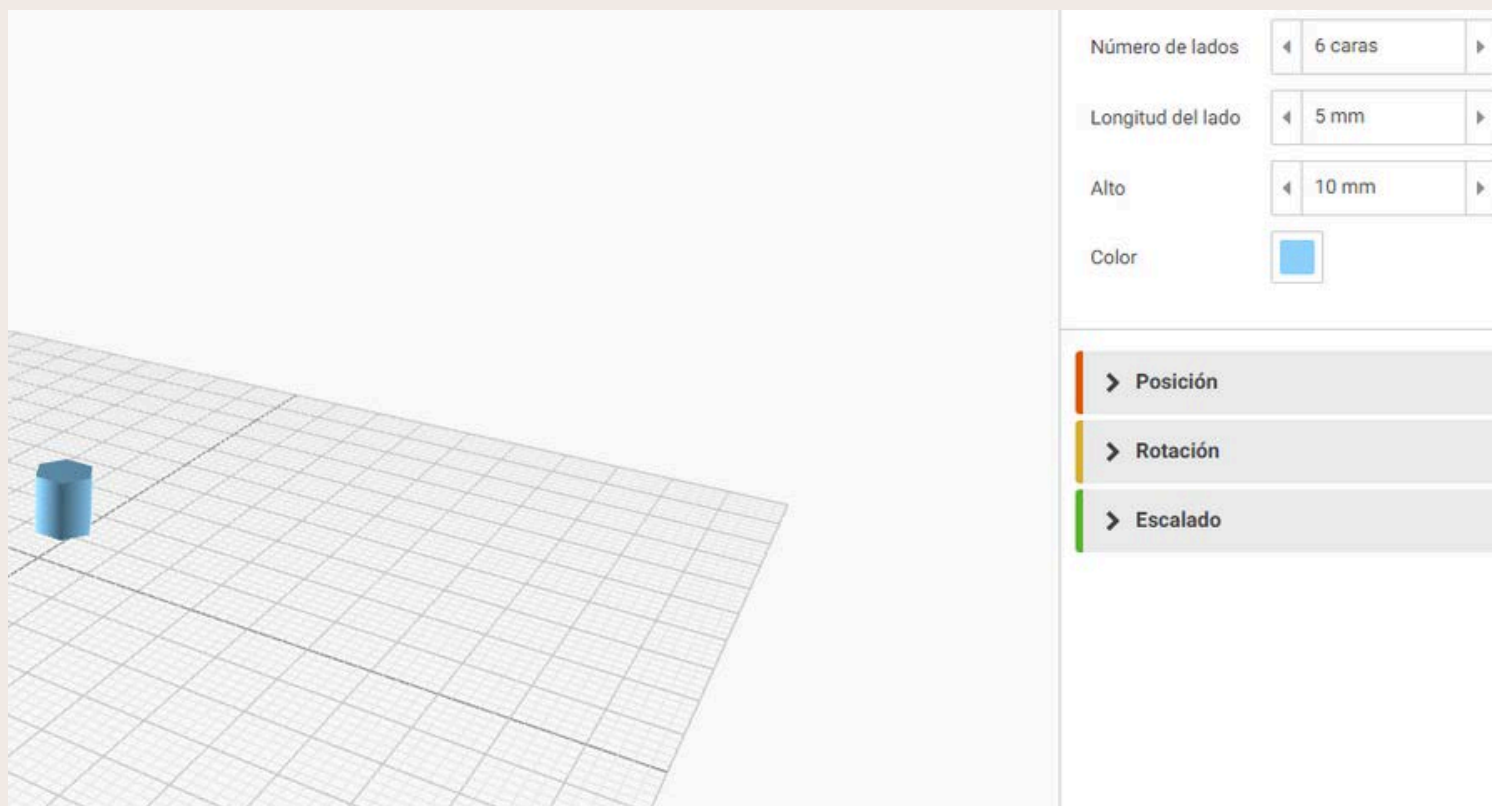 Número de lados
6 caras
Longitud del lado
5 mm
Alto
10 mm
Color
Posición
Rotación
Escalado